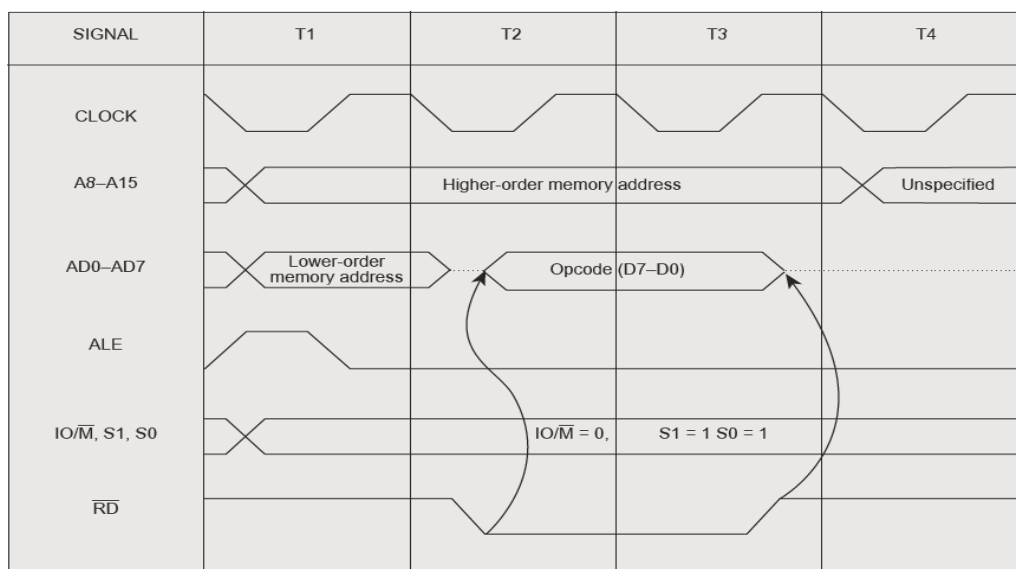 SIGNAL T1 T2 T3 T4
CLOCK
A8–A15 Higher-order memory address Unspecified
AD0–AD7 Lower-order memory address Opcode (D7–D0)
ALE
IO/M̅, S1, S0 IO/M̅ = 0, S1 = 1 S0 = 1
R̅D̅